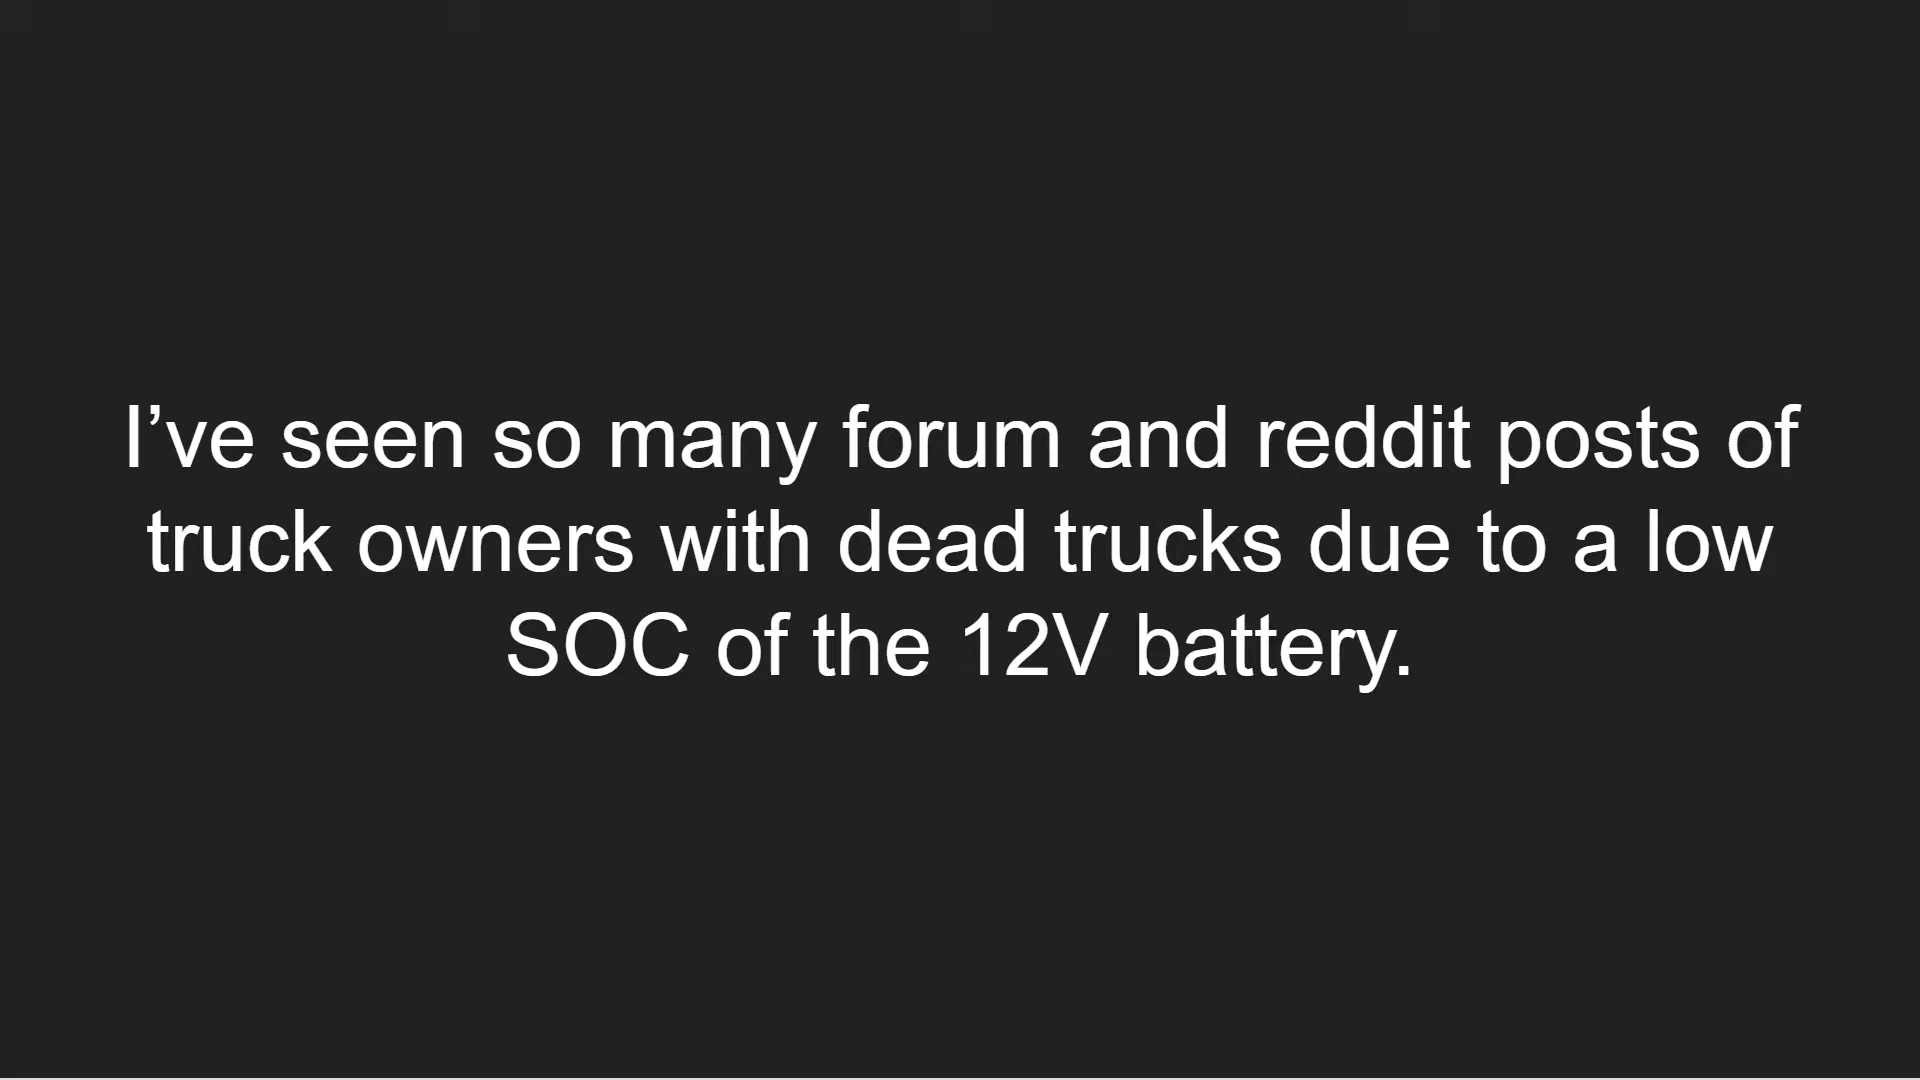 I’ve seen so many forum and reddit posts of
truck owners with dead trucks due to a low
SOC of the 12V battery.